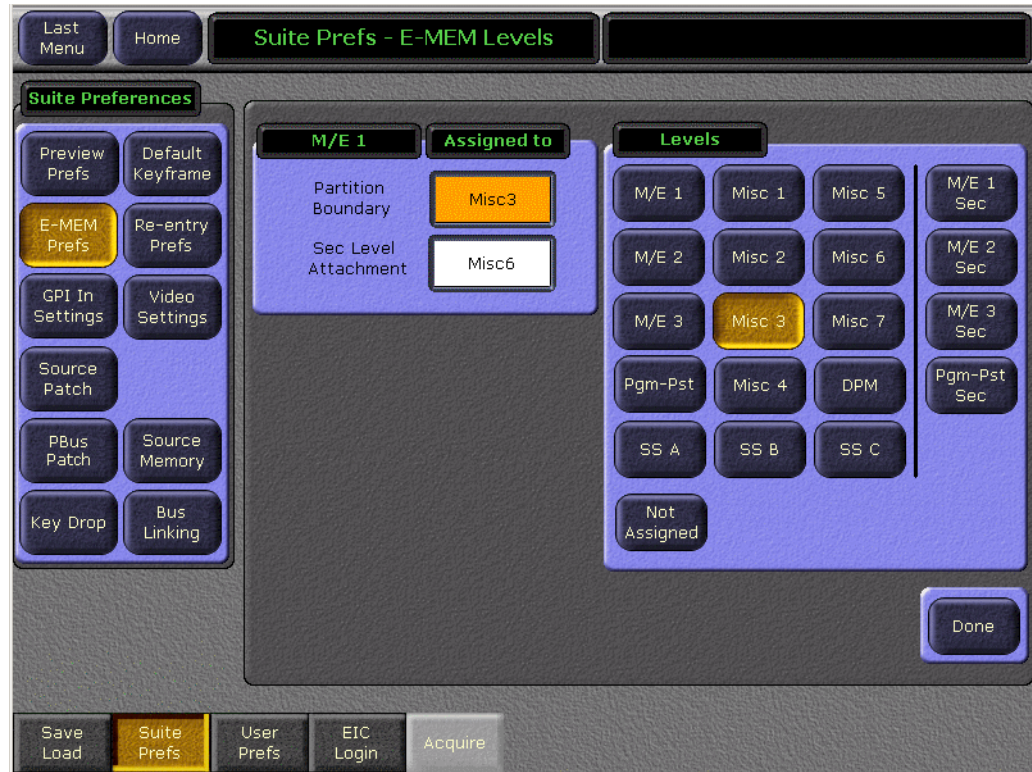 Last
Menu
Home
Suite Prefs - E-MEM Levels
Suite Preferences
Preview
Prefs
Default
Keyframe
E-MEM
Prefs
Re-entry
Prefs
GPI In
Settings
Video
Settings
Source
Patch
PBus
Patch
Source
Memory
Key Drop
Bus
Linking
M/E 1
Assigned to
Partition
Boundary
Misc3
Sec Level
Attachment
Misc6
Levels
M/E 1
Misc 1
Misc 5
M/E 1
Sec
M/E 2
Misc 2
Misc 6
M/E 2
Sec
M/E 3
Misc 3
Misc 7
M/E 3
Sec
Pgm-Pst
Misc 4
DPM
Pgm-Pst
Sec
SS A
SS B
SS C
Not
Assigned
Done
Save
Load
Suite
Prefs
User
Prefs
EIC
Login
Acquire